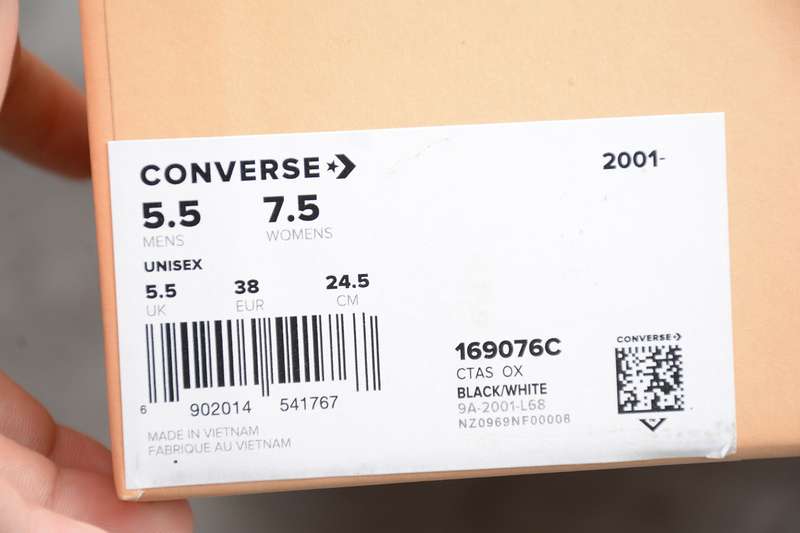 CONVERSE
2001-
5.5 7.5
MENS WOMENS
UNISEX
5.5 38 24.5
UK EUR CM
6 902014 541767
MADE IN VIETNAM
FABRIQUE AU VIETNAM
169076C
CTAS OX
BLACK/WHITE
9A-2001-L68
NZ0969NF00008
CONVERSE